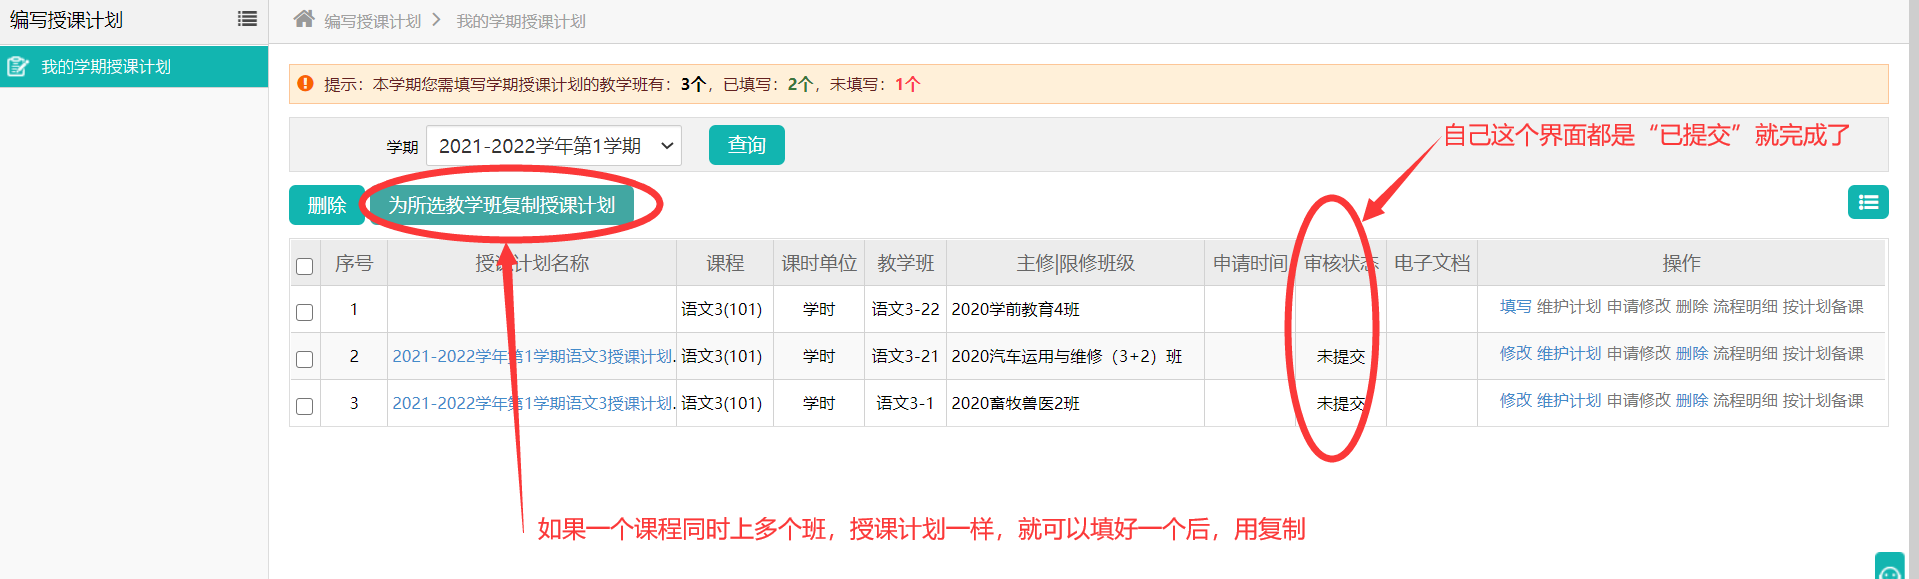 编写授课计划
编写授课计划 我的学期授课计划
我的学期授课计划
提示：本学期您需填写学期授课计划的教学班有：3个，已填写：2个，未填写：1个
学期 2021-2022学年第1学期 查询
自己这个界面都是“已提交”就完成了
删除 为所选教学班复制授课计划
序号 授课计划名称 课程 课时单位 教学班 主修|限修班级 申请时间 审核状态 电子文档 操作
1 语文3(101) 学时 语文3-22 2020学前教育4班 填写 维护计划 申请修改 删除 流程明细 按计划备课
2 2021-2022学年第1学期语文3授课计划. 语文3(101) 学时 语文3-21 2020汽车运用与维修（3+2）班 未提交 修改 维护计划 申请修改 删除 流程明细 按计划备课
3 2021-2022学年第1学期语文3授课计划. 语文3(101) 学时 语文3-1 2020畜牧兽医2班 未提交 修改 维护计划 申请修改 删除 流程明细 按计划备课
如果一个课程同时上多个班，授课计划一样，就可以填好一个后，用复制